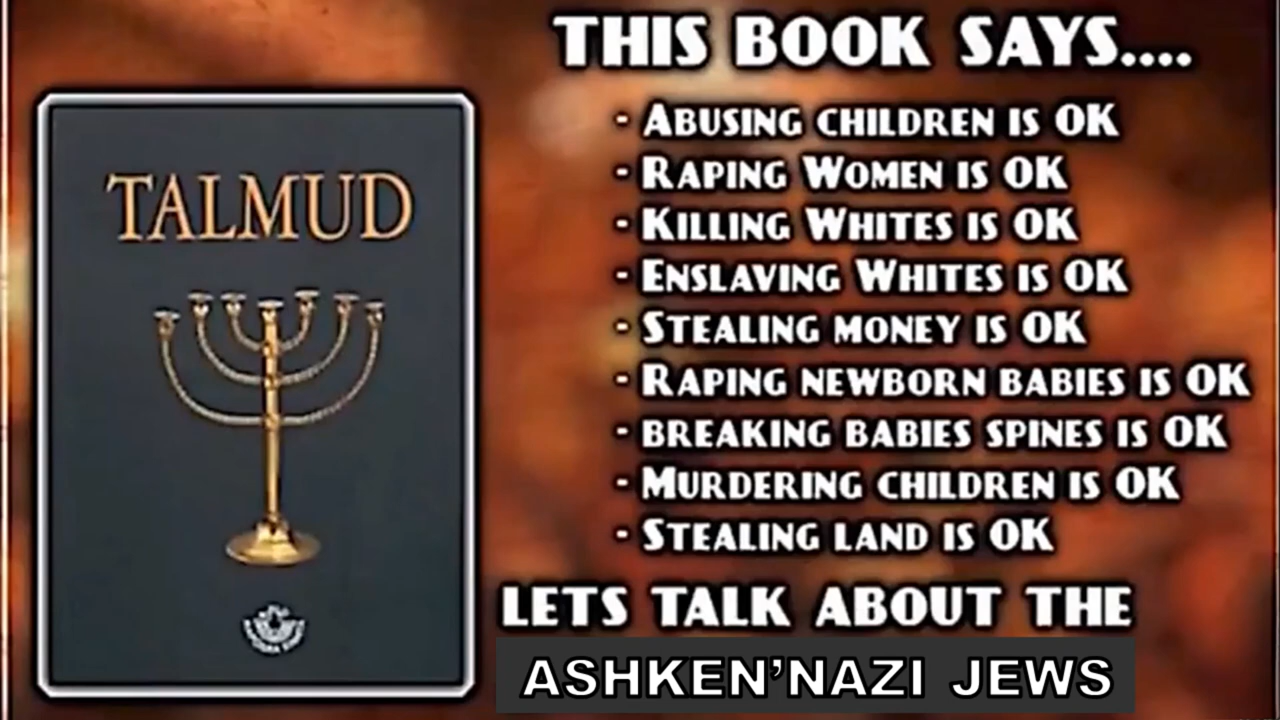 THIS BOOK SAYS....
TALMUD
- ABUSING CHILDREN IS OK
- RAPING WOMEN IS OK
- KILLING WHITES IS OK
- ENSLAVING WHITES IS OK
- STEALING MONEY IS OK
- RAPING NEWBORN BABIES IS OK
- BREAKING BABIES SPINES IS OK
- MURDERING CHILDREN IS OK
- STEALING LAND IS OK
LETS TALK ABOUT THE
ASHKEN’NAZI JEWS